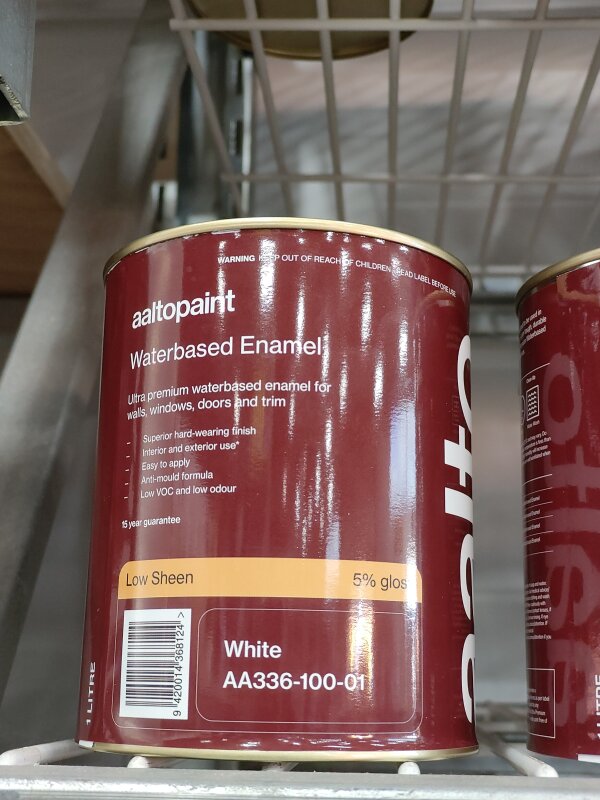 WARNING KEEP OUT OF REACH OF CHILDREN. READ LABEL BEFORE USE
aaltopaint
Waterbased Enamel
Ultra premium waterbased enamel for
walls, windows, doors and trim
- Superior hard-wearing finish
- Interior and exterior use*
- Easy to apply
- Anti-mould formula
- Low VOC and low odour
15 year guarantee
Low Sheen 5% gloss
White
AA336-100-01
9 420014 368124 >
1 LITRE
aalto
1 LITRE